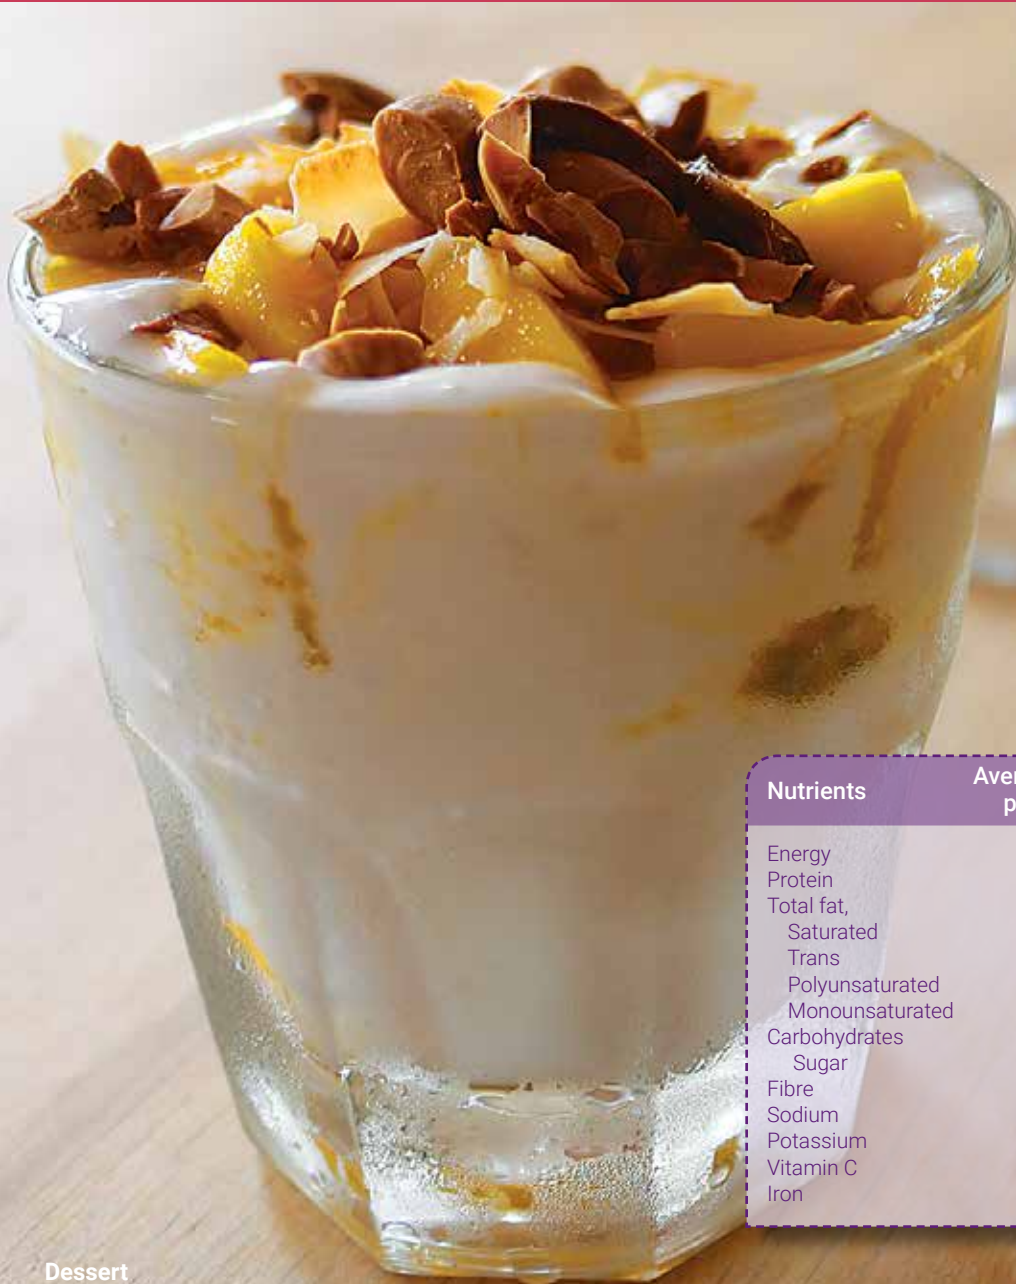 Nutrients
Energy
Protein
Total fat,
Saturated
Trans
Polyunsaturated
Monounsaturated
Carbohydrates
Sugar
Fibre
Sodium
Potassium
Vitamin C
Iron
Dessert